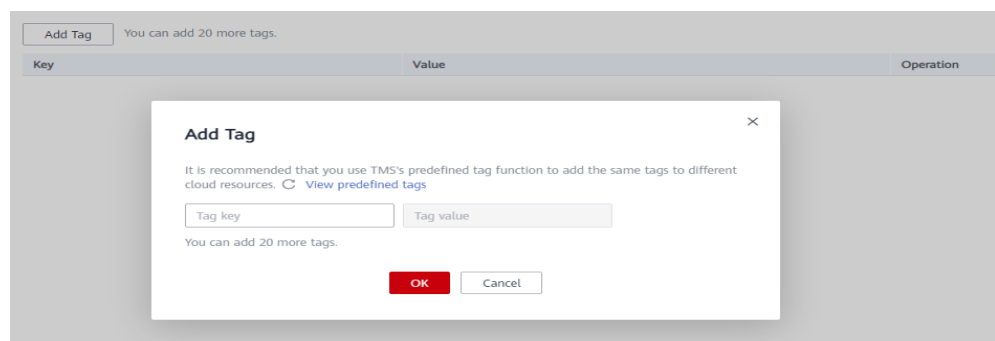 Add Tag You can add 20 more tags.
Key Value Operation
Add Tag
It is recommended that you use TMS's predefined tag function to add the same tags to different
cloud resources. View predefined tags
Tag key Tag value
You can add 20 more tags.
OK Cancel